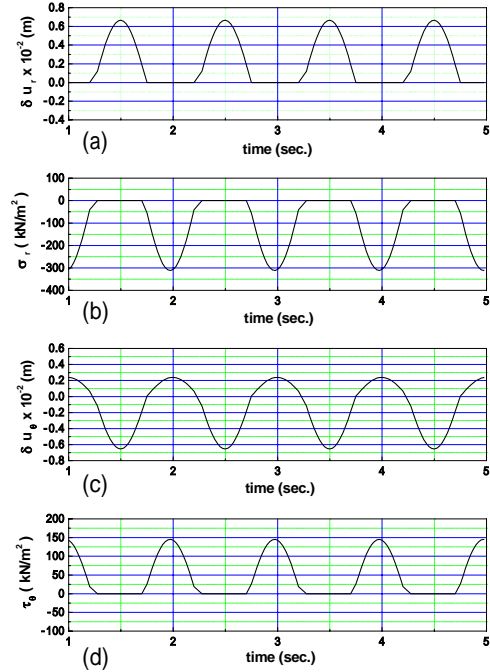 0.8
0.6
0.4
0.2
0.0
-0.2
-0.4
δ u r x 10-2 (m)
1 2 3 4 5
(a)
time (sec.)
100
0
-100
-200
-300
-400
σ r ( kN/m2)
1 2 3 4 5
(b)
time (sec.)
0.6
0.4
0.2
0.0
-0.2
-0.4
-0.6
-0.8
δ u θ x 10-2 (m)
1 2 3 4 5
(c)
time (sec.)
200
150
100
50
0
-50
-100
τ θ ( kN/m2)
1 2 3 4 5
(d)
time (sec.)